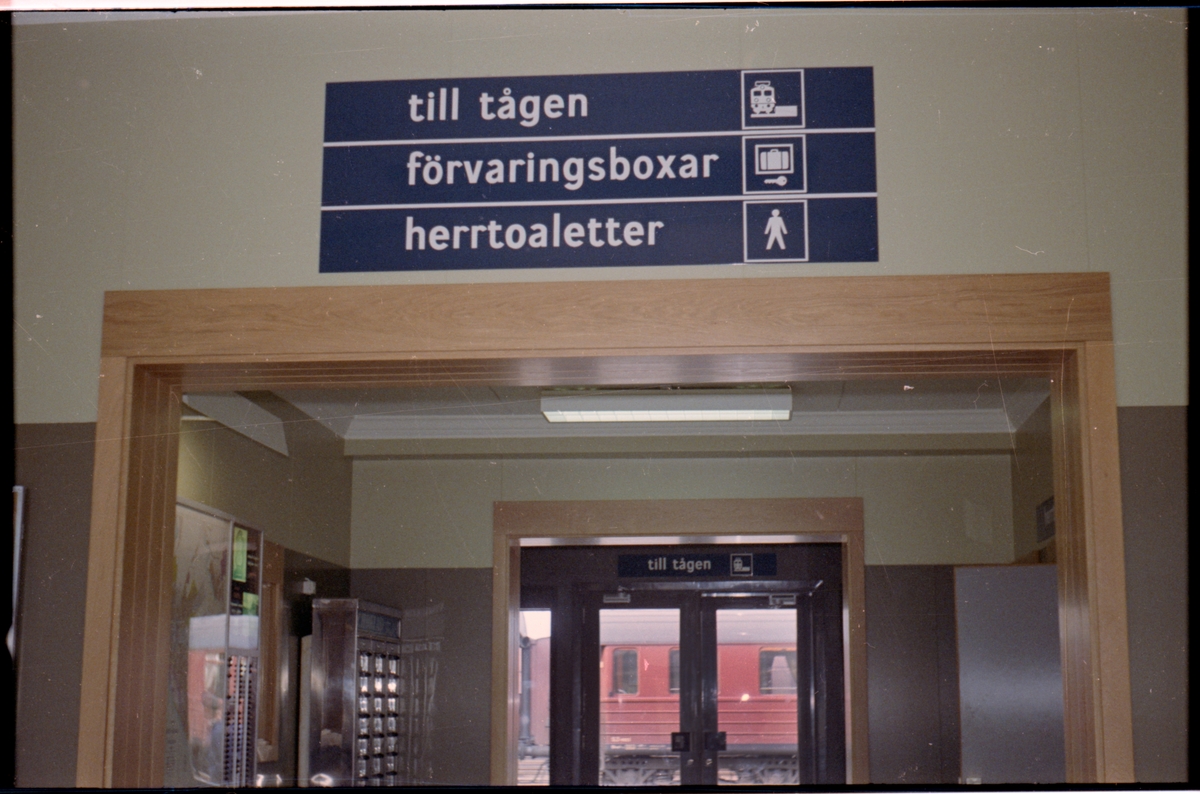 till tågen
förvaringsboxar
herrtoaletter
till tågen